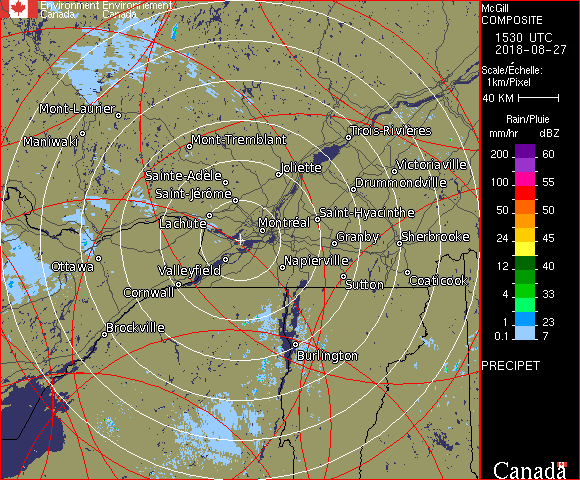 Environment Environnement
Canada Canada
McGill
COMPOSITE
1530 UTC
2018-08-27
Scale/Échelle:
1km/Pixel
40 KM
Rain/Pluie
mm/hr dBZ
200 60
100 55
50 50
24 45
12 40
4 33
1 23
0.1 7
PRECIPET
Canada
Mont-Laurier
Maniwaki
Mont-Tremblant
Trois-Rivières
Sainte-Adèle
Joliette
Victoriaville
Saint-Jérôme
Drummondville
Lachute
Montréal
Saint-Hyacinthe
Ottawa
Valleyfield
Granby
Sherbrooke
Napierville
Cornwall
Sutton
Coaticook
Brockville
Burlington